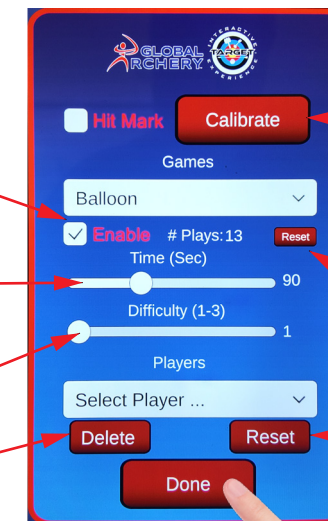 GLOBAL ARCHERY
INTERACTIVE TARGET EXPERIENCE
Hit Mark
Calibrate
Games
Balloon
Enable # Plays:13 Reset
Time (Sec)
90
Difficulty (1-3)
1
Players
Select Player ...
Delete Reset
Done